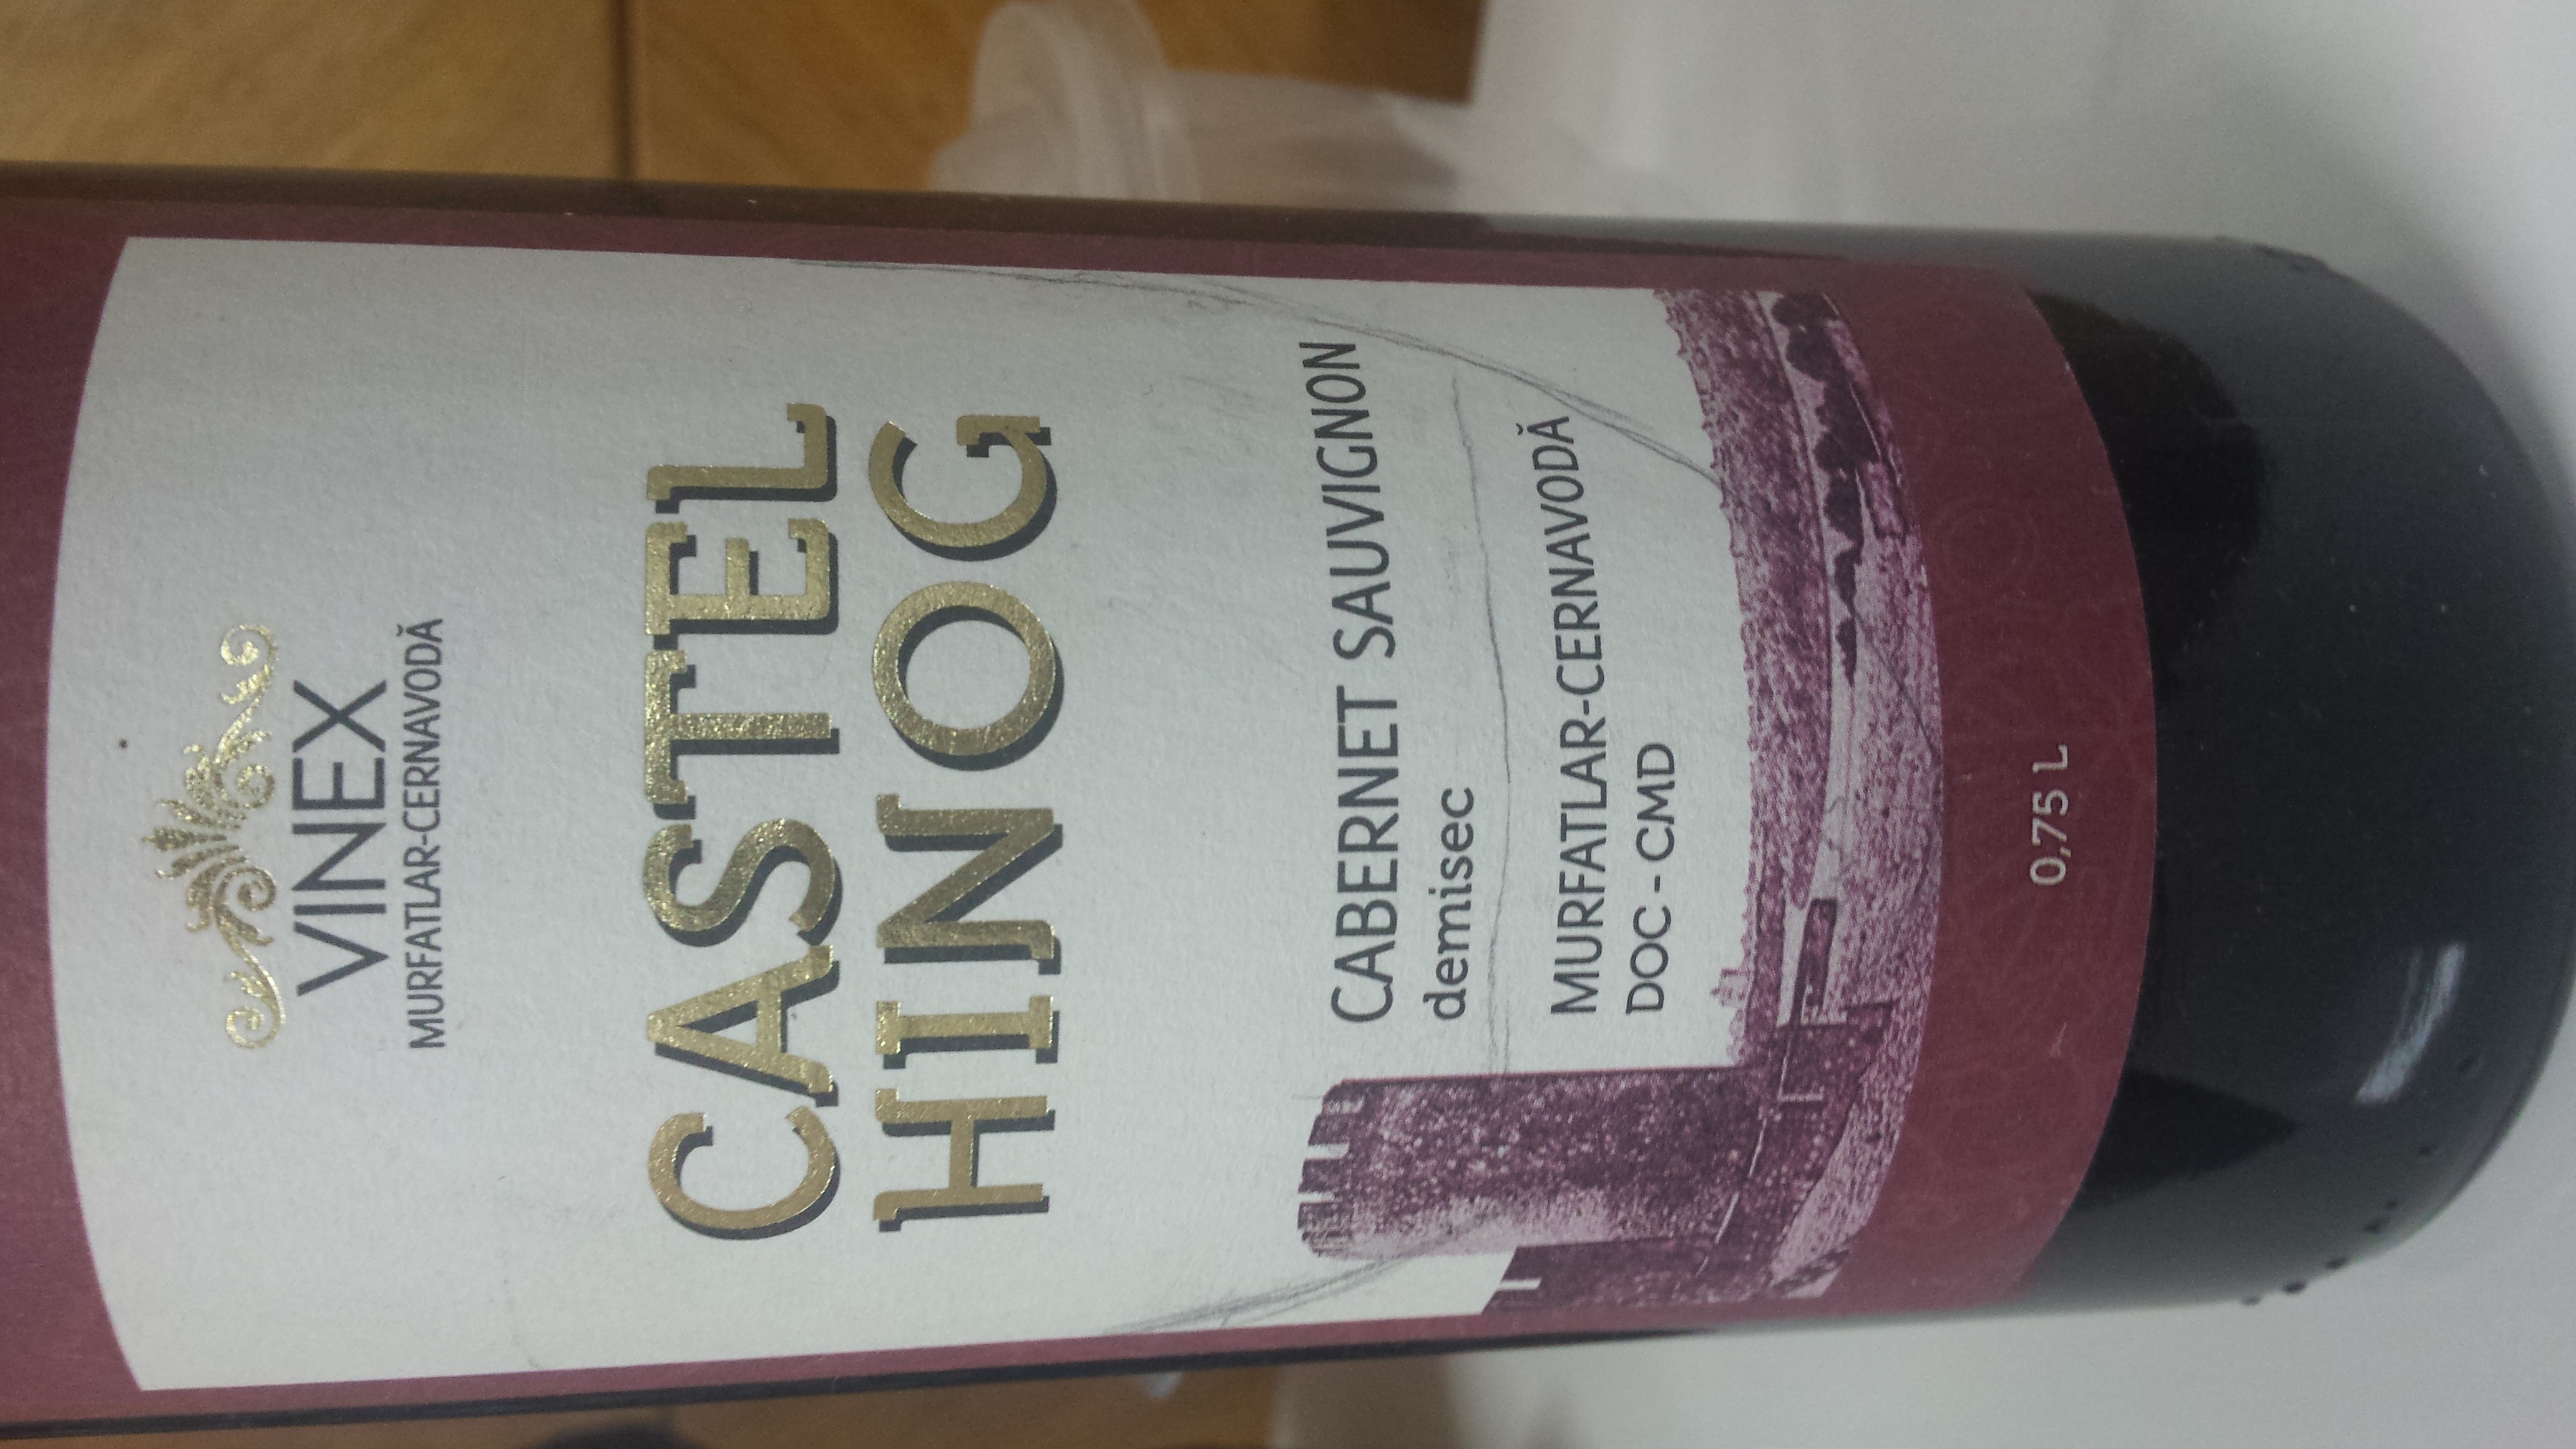 VINEX
MURFATLAR-CERNAVODĂ
CASTEL
HINOG
CABERNET SAUVIGNON
demisec
MURFATLAR-CERNAVODĂ
DOC - CMD
0,75 L